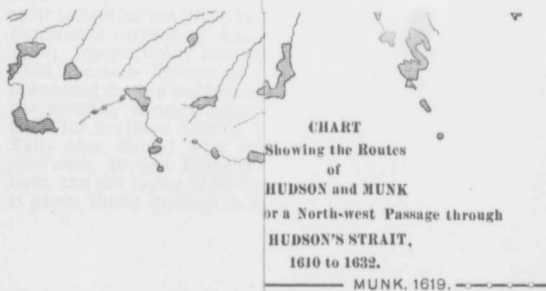 CHART
Showing the Routes
of
HUDSON and MUNK
or a North-west Passage through
HUDSON'S STRAIT,
1610 to 1632.
MUNK, 1619,